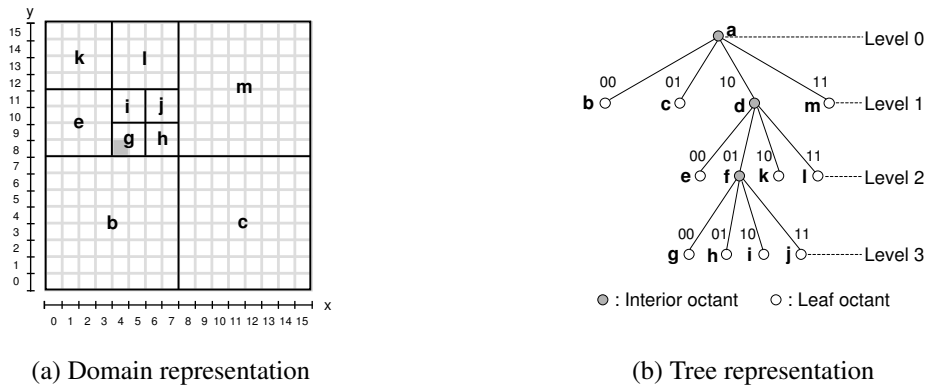 y
15
14
13
12
11
10
9
8
7
6
5
4
3
2
1
0
k
l
m
i
j
e
g
h
b
c
x
0 1 2 3 4 5 6 7 8 9 10 11 12 13 14 15
(a) Domain representation
a
Level 0
00 01 10 11
b c d m
Level 1
00 01 10 11
e f k l
Level 2
00 01 10 11
g h i j
Level 3
: Interior octant : Leaf octant
(b) Tree representation